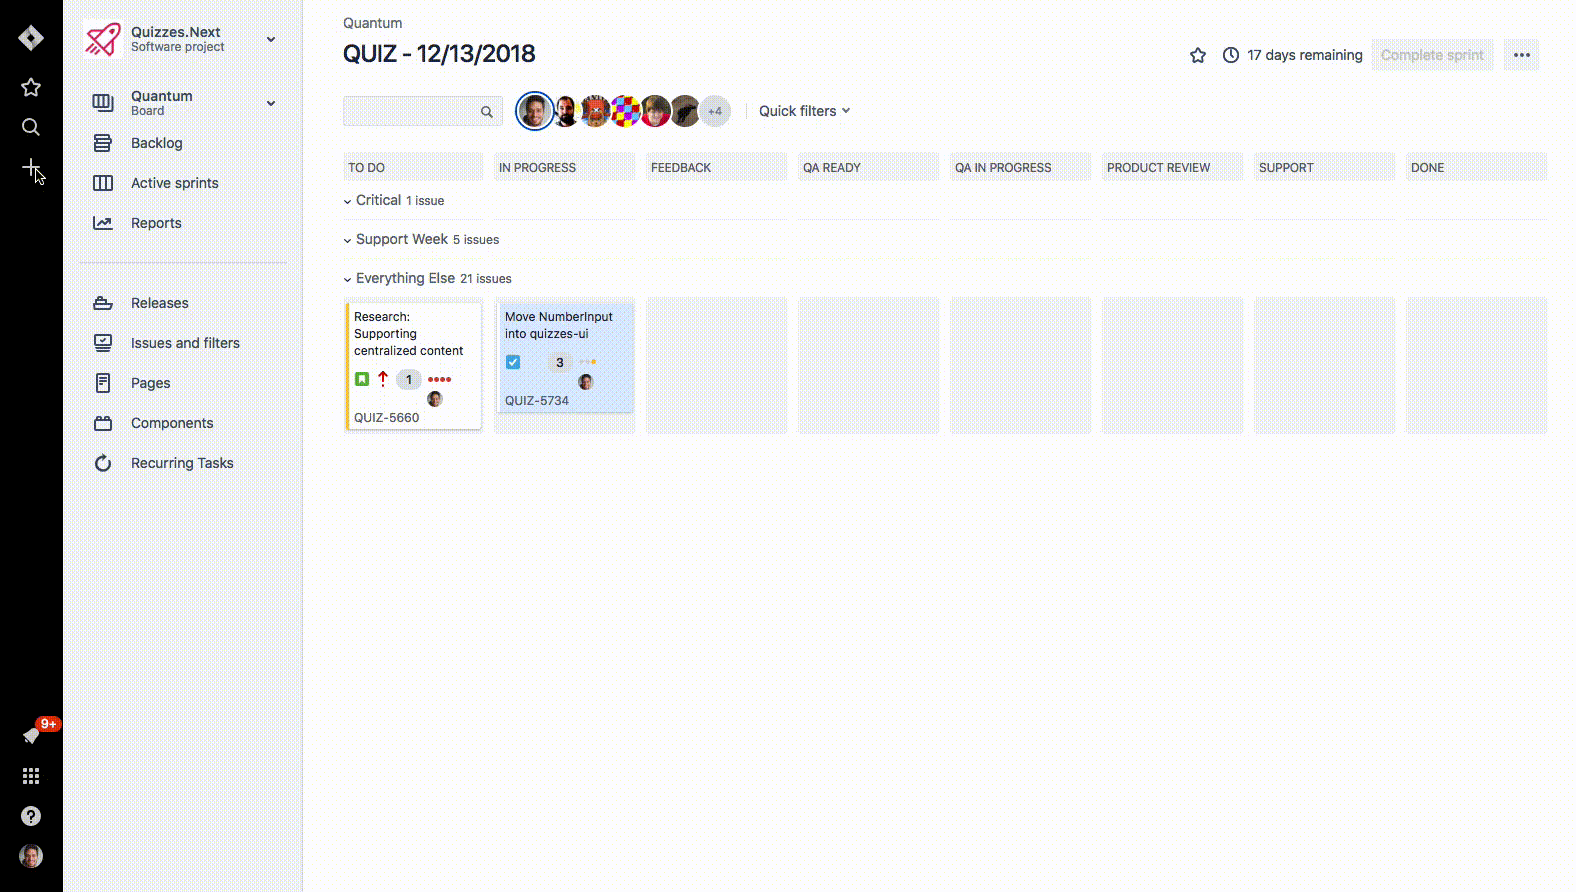 Quizzes.Next
Software project
Quantum
Board
Backlog
Active sprints
Reports
Releases
Issues and filters
Pages
Components
Recurring Tasks
9+
Quantum
QUIZ - 12/13/2018
17 days remaining
Complete sprint
+4
Quick filters
TO DO
IN PROGRESS
FEEDBACK
QA READY
QA IN PROGRESS
PRODUCT REVIEW
SUPPORT
DONE
Critical 1 issue
Support Week 5 issues
Everything Else 21 issues
Research:
Supporting
centralized content
1
QUIZ-5660
Move NumberInput
into quizzes-ui
3
QUIZ-5734